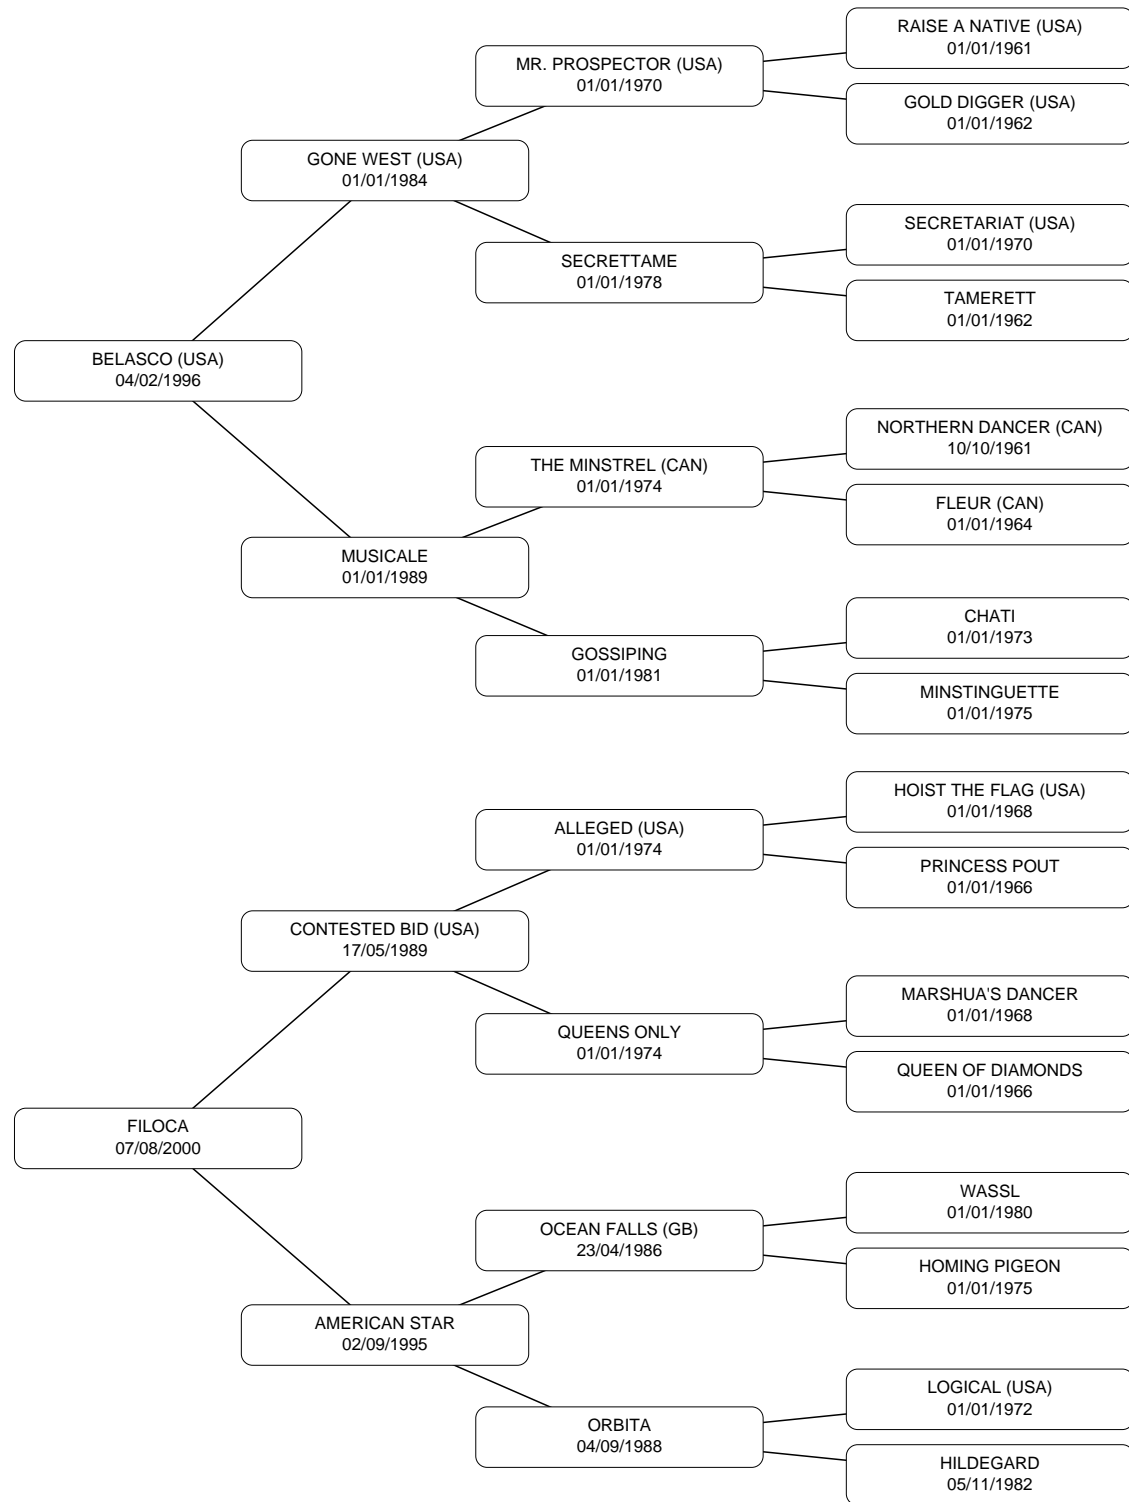 RAISE A NATIVE (USA)
01/01/1961
MR. PROSPECTOR (USA)
01/01/1970
GOLD DIGGER (USA)
01/01/1962
GONE WEST (USA)
01/01/1984
SECRETARIAT (USA)
01/01/1970
SECRETTAME
01/01/1978
TAMERETT
01/01/1962
BELASCO (USA)
04/02/1996
NORTHERN DANCER (CAN)
10/10/1961
THE MINSTREL (CAN)
01/01/1974
FLEUR (CAN)
01/01/1964
MUSICALE
01/01/1989
CHATI
01/01/1973
GOSSIPING
01/01/1981
MINSTINGUETTE
01/01/1975
HOIST THE FLAG (USA)
01/01/1968
ALLEGED (USA)
01/01/1974
PRINCESS POUT
01/01/1966
CONTESTED BID (USA)
17/05/1989
MARSHUA'S DANCER
01/01/1968
QUEENS ONLY
01/01/1974
QUEEN OF DIAMONDS
01/01/1966
FILOCA
07/08/2000
WASSL
01/01/1980
OCEAN FALLS (GB)
23/04/1986
HOMING PIGEON
01/01/1975
AMERICAN STAR
02/09/1995
LOGICAL (USA)
01/01/1972
ORBITA
04/09/1988
HILDEGARD
05/11/1982